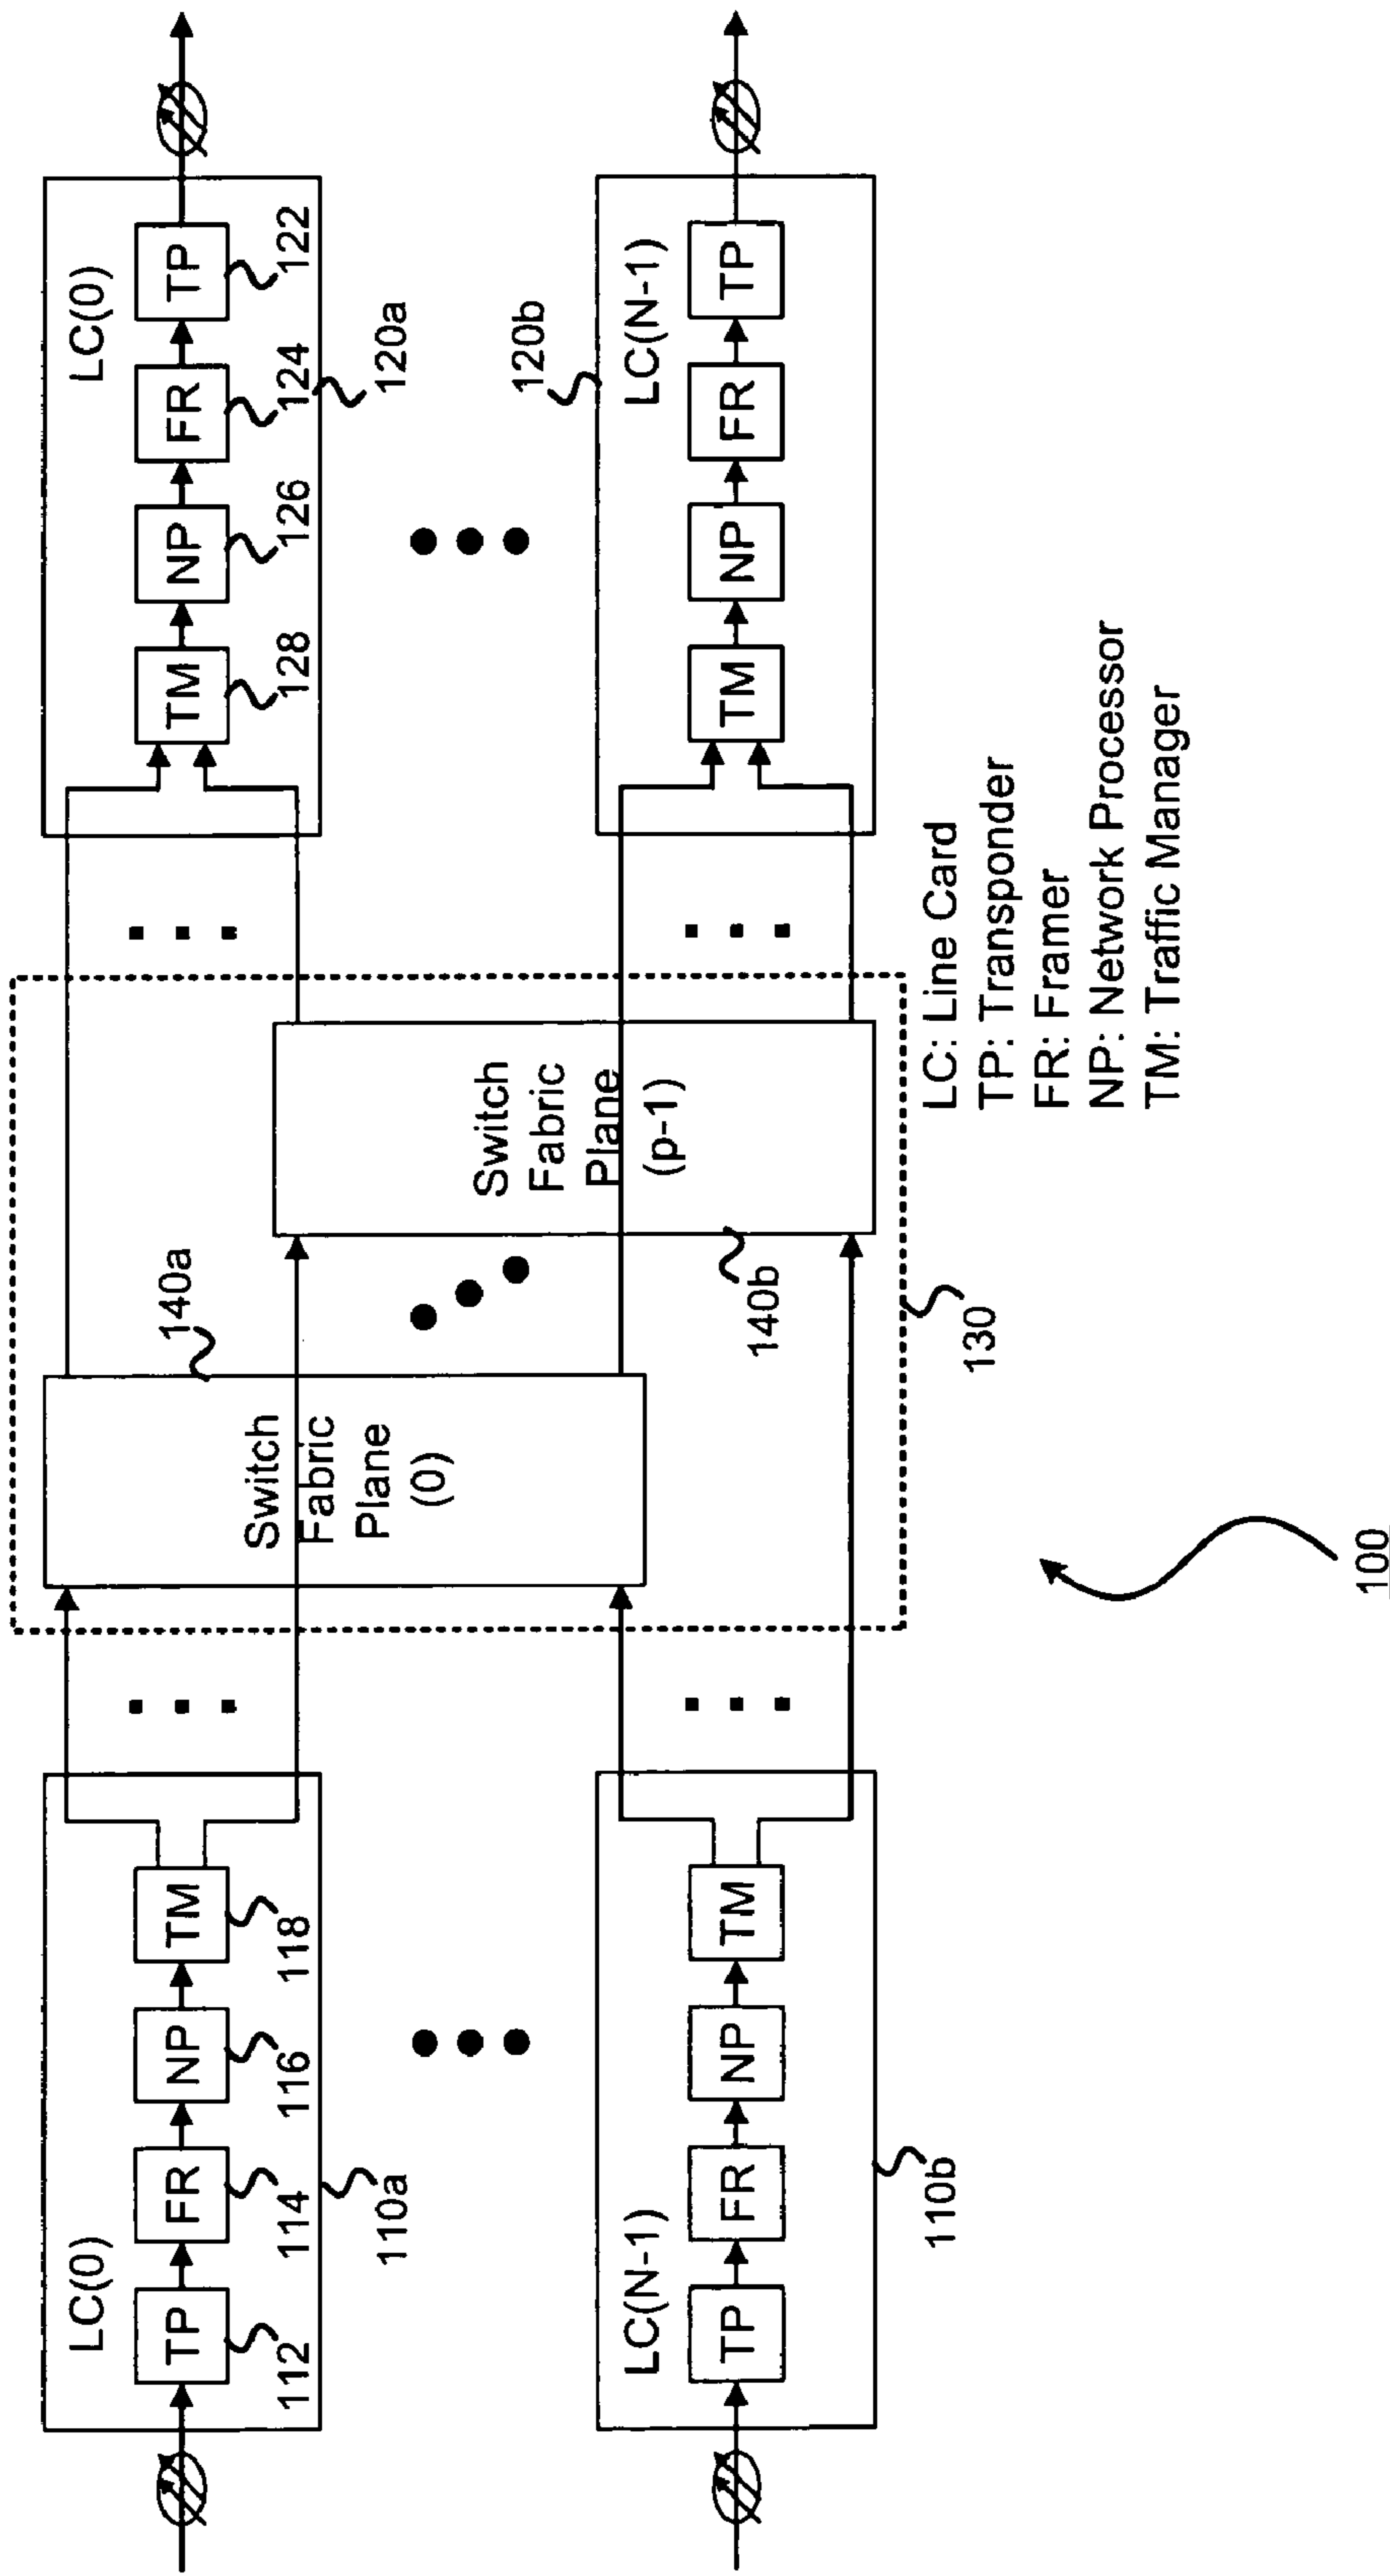 LC(0)
TP
FR
NP
TM
112
114
116
118
110a
LC(N-1)
TP
FR
NP
TM
110b
Switch
Fabric
Plane
(0)
140a
Switch
Fabric
Plane
(p-1)
140b
130
LC(0)
TM
NP
FR
TP
128
126
124
122
120a
120b
LC(N-1)
TM
NP
FR
TP
LC: Line Card
TP: Transponder
FR: Framer
NP: Network Processor
TM: Traffic Manager
100